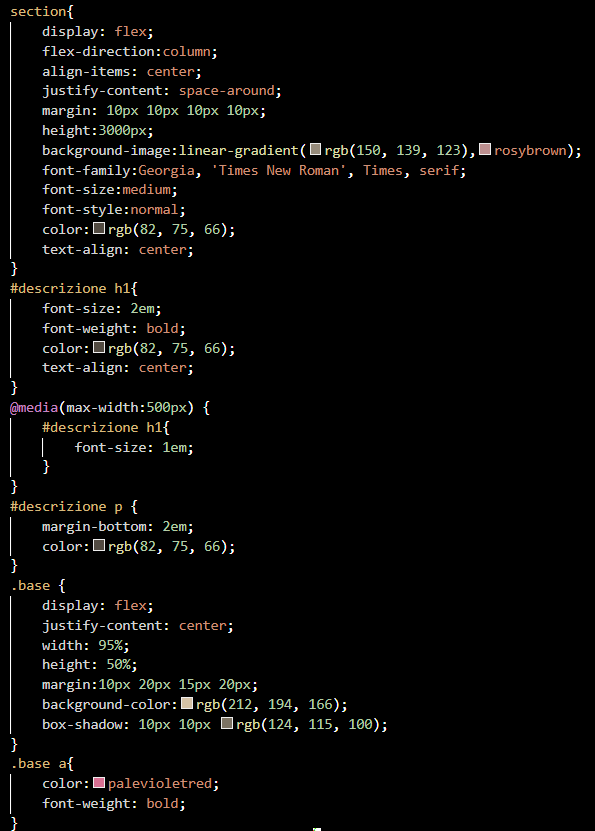 section{
    display: flex;
    flex-direction:column;
    align-items: center;
    justify-content: space-around;
    margin: 10px 10px 10px 10px;
    height:3000px;
    background-image:linear-gradient(rgb(150, 139, 123),rosybrown);
    font-family:Georgia, 'Times New Roman', Times, serif;
    font-size:medium;
    font-style:normal;
    color:rgb(82, 75, 66);
    text-align: center;
}
#descrizione h1{
    font-size: 2em;
    font-weight: bold;
    color:rgb(82, 75, 66);
    text-align: center;
}
@media(max-width:500px) {
    #descrizione h1{
        font-size: 1em;
    }
}
#descrizione p {
    margin-bottom: 2em;
    color:rgb(82, 75, 66);
}
.base {
    display: flex;
    justify-content: center;
    width: 95%;
    height: 50%;
    margin:10px 20px 15px 20px;
    background-color:rgb(212, 194, 166);
    box-shadow: 10px 10px rgb(124, 115, 100);
}
.base a{
    color:palevioletred;
    font-weight: bold;
}